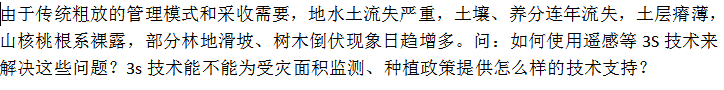 由于传统粗放的管理模式和采收需要，地水土流失严重，土壤、养分连年流失，土层瘠薄，
山核桃根系裸露，部分林地滑坡、树木倒伏现象日趋增多。问：如何使用遥感等 3S 技术来
解决这些问题？3s 技术能不能为受灾面积监测、种植政策提供怎么样的技术支持？